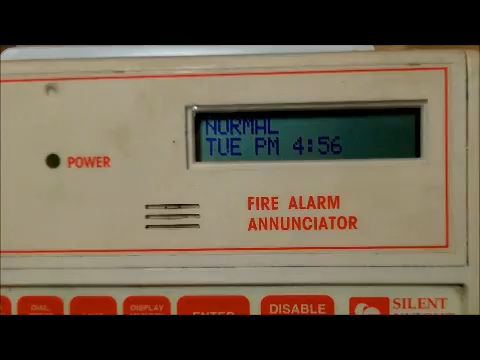 NORMAL
TUE PM 4:56
POWER
FIRE ALARM
ANNUNCIATOR
DISPLAY
ENTER
DISABLE
SILENT